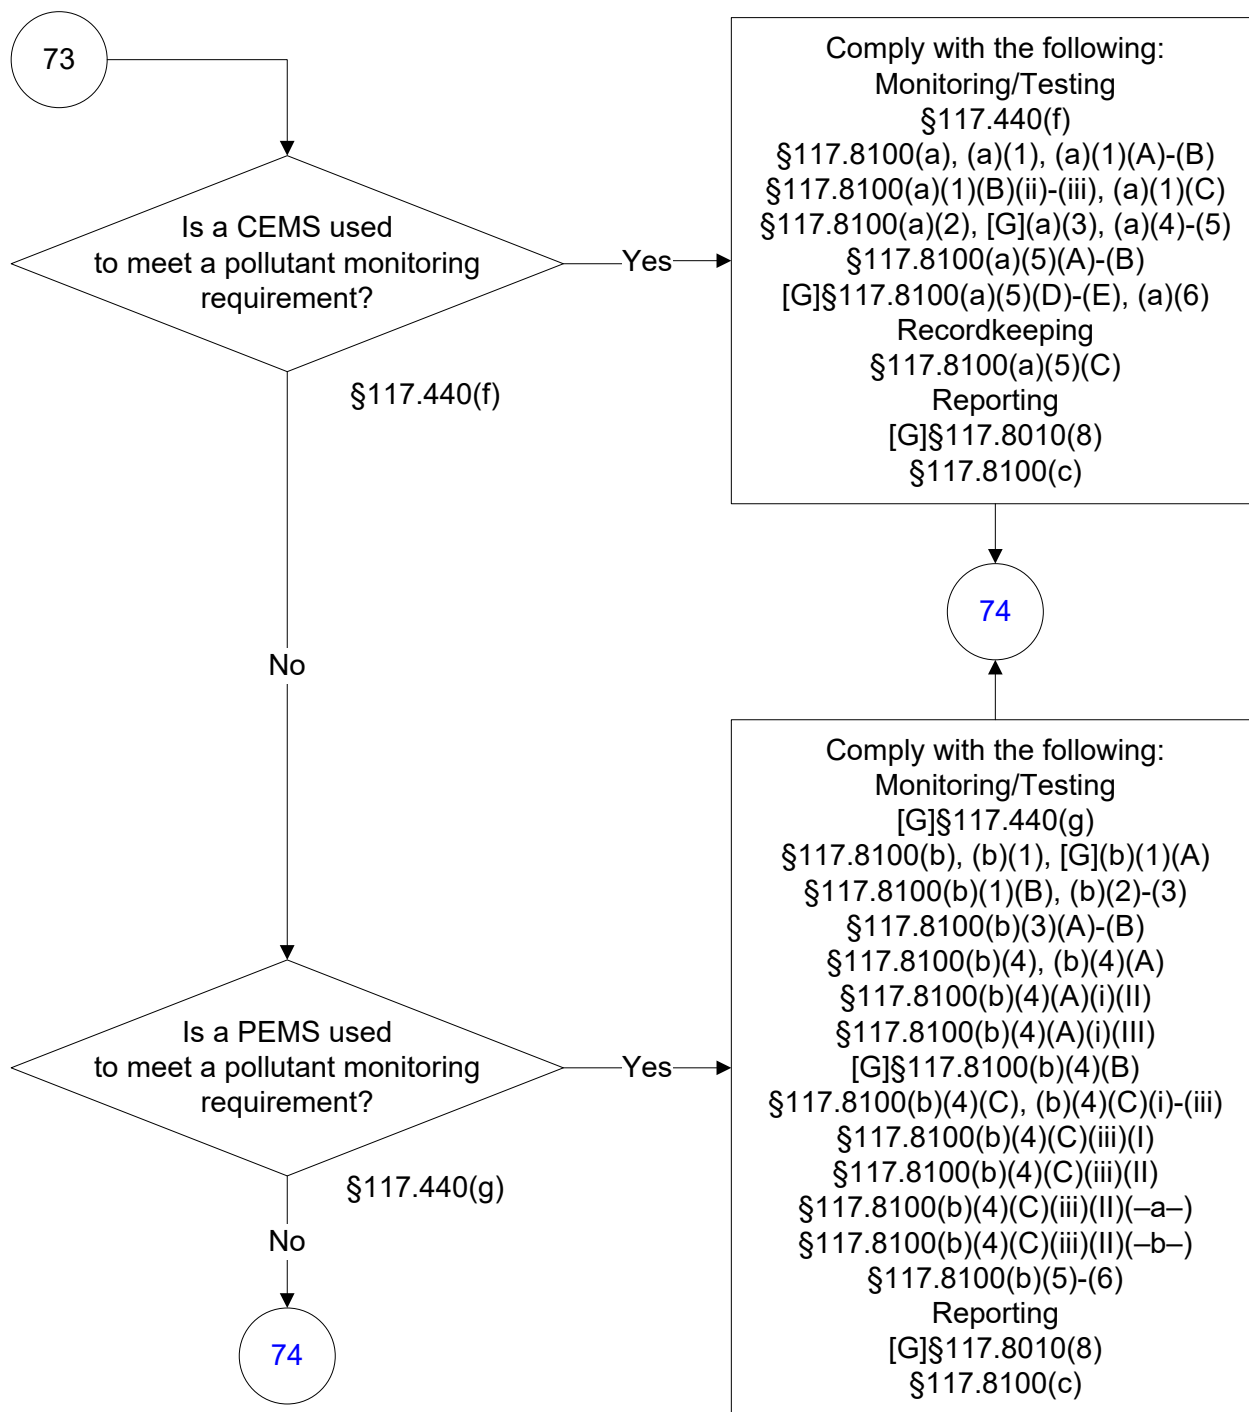 73
Is a CEMS used
to meet a pollutant monitoring
requirement?
§117.440(f)
Yes
Comply with the following:
Monitoring/Testing
§117.440(f)
§117.8100(a), (a)(1), (a)(1)(A)-(B)
§117.8100(a)(1)(B)(ii)-(iii), (a)(1)(C)
§117.8100(a)(2), [G](a)(3), (a)(4)-(5)
§117.8100(a)(5)(A)-(B)
[G]§117.8100(a)(5)(D)-(E), (a)(6)
Recordkeeping
§117.8100(a)(5)(C)
Reporting
[G]§117.8010(8)
§117.8100(c)
74
No
Is a PEMS used
to meet a pollutant monitoring
requirement?
§117.440(g)
Yes
Comply with the following:
Monitoring/Testing
[G]§117.440(g)
§117.8100(b), (b)(1), [G](b)(1)(A)
§117.8100(b)(1)(B), (b)(2)-(3)
§117.8100(b)(3)(A)-(B)
§117.8100(b)(4), (b)(4)(A)
§117.8100(b)(4)(A)(i)(II)
§117.8100(b)(4)(A)(i)(III)
[G]§117.8100(b)(4)(B)
§117.8100(b)(4)(C), (b)(4)(C)(i)-(iii)
§117.8100(b)(4)(C)(iii)(I)
§117.8100(b)(4)(C)(iii)(II)
§117.8100(b)(4)(C)(iii)(II)(–a–)
§117.8100(b)(4)(C)(iii)(II)(–b–)
§117.8100(b)(5)-(6)
Reporting
[G]§117.8010(8)
§117.8100(c)
No
74